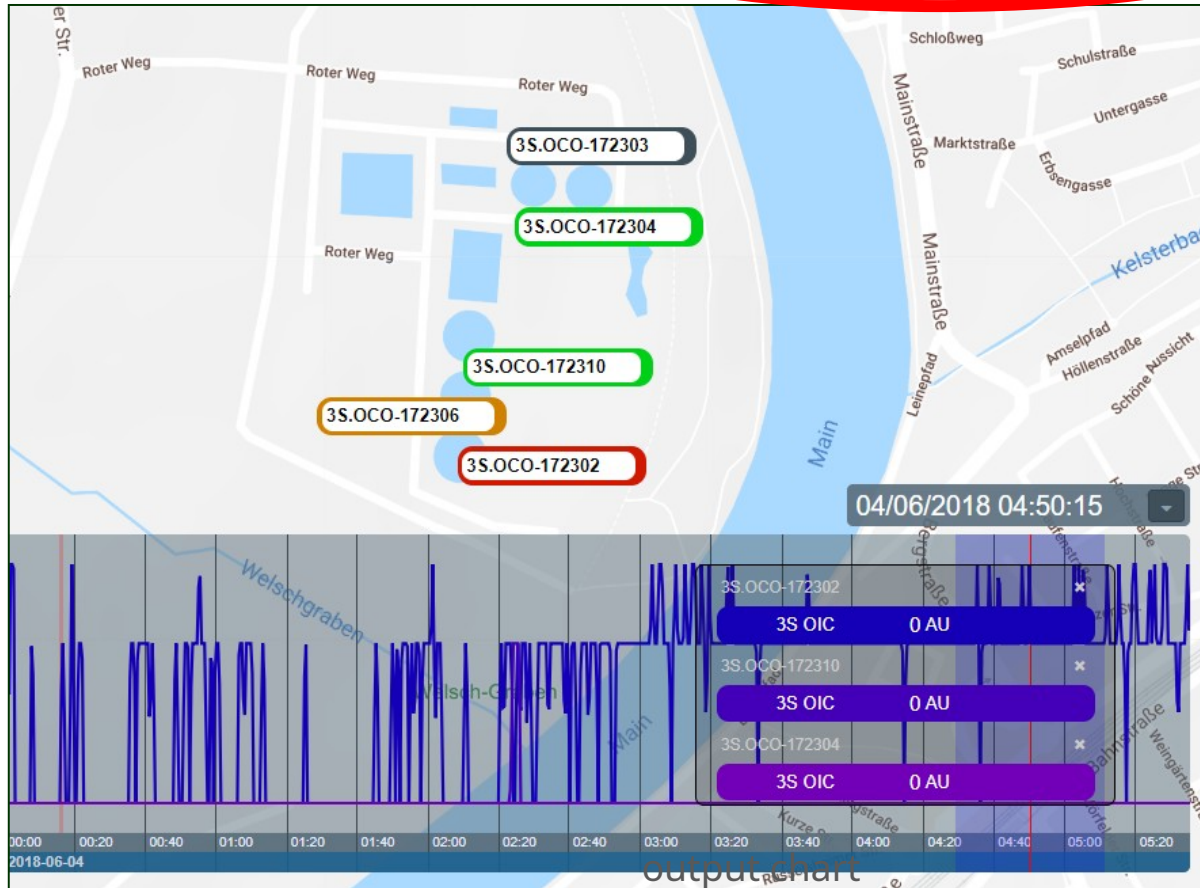 er Str.
Roter Weg
Roter Weg
Roter Weg
Schloßweg
Schulstraße
Mainstraße
Untergasse
Marktstraße
Erbsengasse
3S.OCO-172303
3S.OCO-172304
Roter Weg
Mainstraße
Kelsterba
Amselpfad
Höllenstraße
Schöne Aussicht
Leinepfad
3S.OCO-172310
3S.OCO-172306
Main
3S.OCO-172302
04/06/2018 04:50:15
Bergstraße
Welschgraben
3S.OCO-172302
3S OIC 0 AU
3S.OCO-172310
3S OIC 0 AU
3S.OCO-172304
3S OIC 0 AU
Main
Bahnstraße
00:00 00:20 00:40 01:00 01:20 01:40 02:00 02:20 02:40 03:00 03:20 03:40 04:00 04:20 04:40 05:00 05:20
2018-06-04
output chart